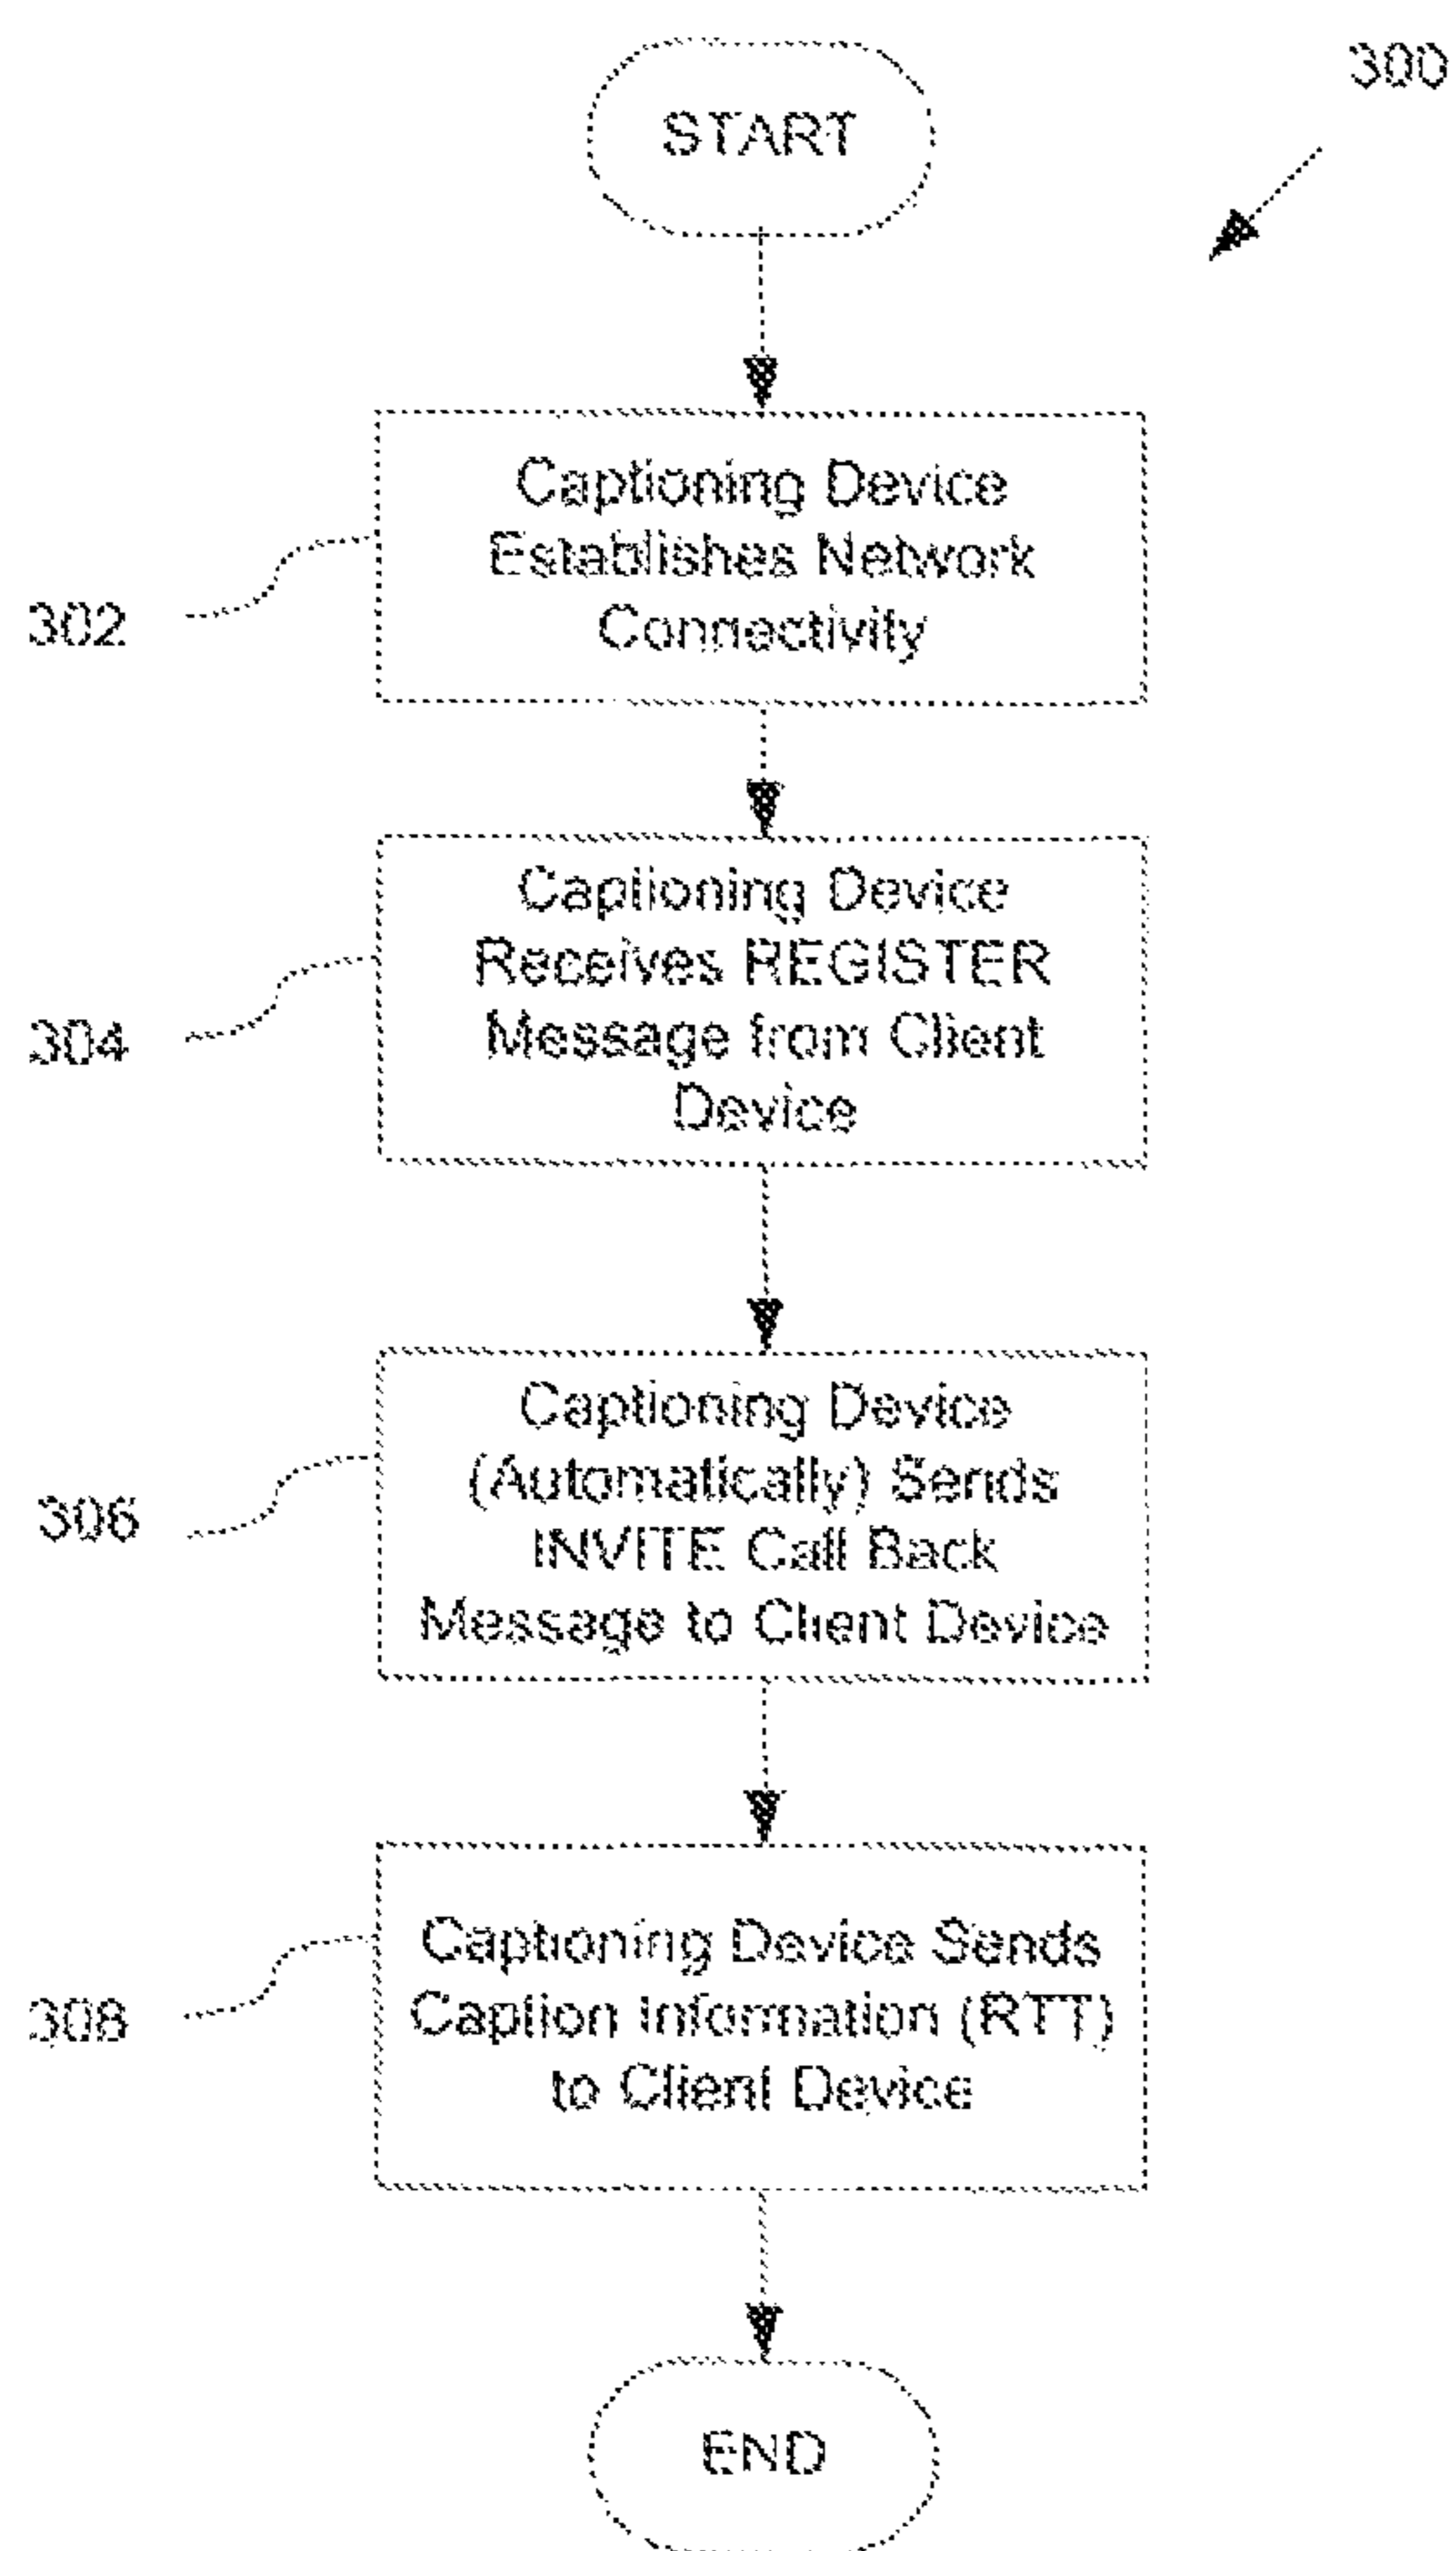 300
START
Captioning Device
Establishes Network
Connectivity
302
Captioning Device
Receives REGISTER
Message from Client
Device
304
Captioning Device
(Automatically) Sends
INVITE Call Back
Message to Client Device
306
Captioning Device Sends
Caption Information (RTT)
to Client Device
308
END